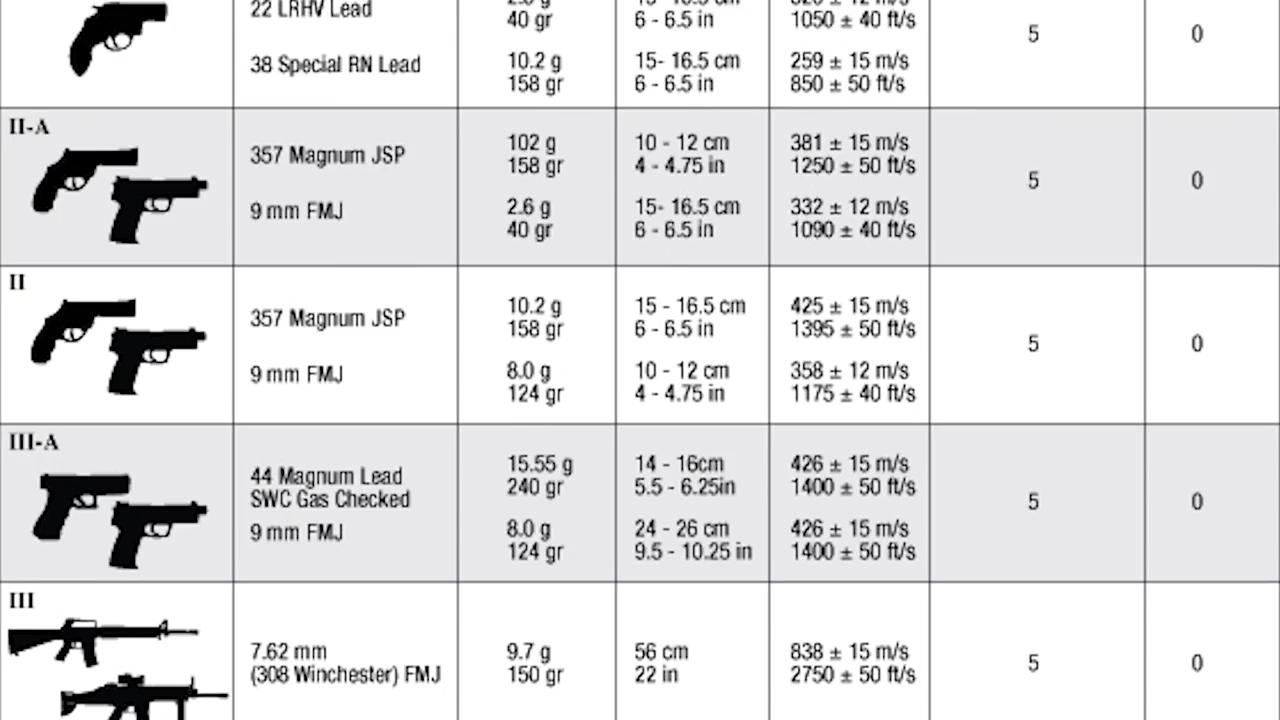 22 LRHV Lead
40 gr
6 - 6.5 in
1050 ± 40 ft/s
5
0
38 Special RN Lead
10.2 g
158 gr
15- 16.5 cm
6 - 6.5 in
259 ± 15 m/s
850 ± 50 ft/s
II-A
357 Magnum JSP
102 g
158 gr
10 - 12 cm
4 - 4.75 in
381 ± 15 m/s
1250 ± 50 ft/s
5
0
9 mm FMJ
2.6 g
40 gr
15- 16.5 cm
6 - 6.5 in
332 ± 12 m/s
1090 ± 40 ft/s
II
357 Magnum JSP
10.2 g
158 gr
15 - 16.5 cm
6 - 6.5 in
425 ± 15 m/s
1395 ± 50 ft/s
5
0
9 mm FMJ
8.0 g
124 gr
10 - 12 cm
4 - 4.75 in
358 ± 12 m/s
1175 ± 40 ft/s
III-A
44 Magnum Lead
SWC Gas Checked
15.55 g
240 gr
14 - 16cm
5.5 - 6.25in
426 ± 15 m/s
1400 ± 50 ft/s
5
0
9 mm FMJ
8.0 g
124 gr
24 - 26 cm
9.5 - 10.25 in
426 ± 15 m/s
1400 ± 50 ft/s
III
7.62 mm
(308 Winchester) FMJ
9.7 g
150 gr
56 cm
22 in
838 ± 15 m/s
2750 ± 50 ft/s
5
0